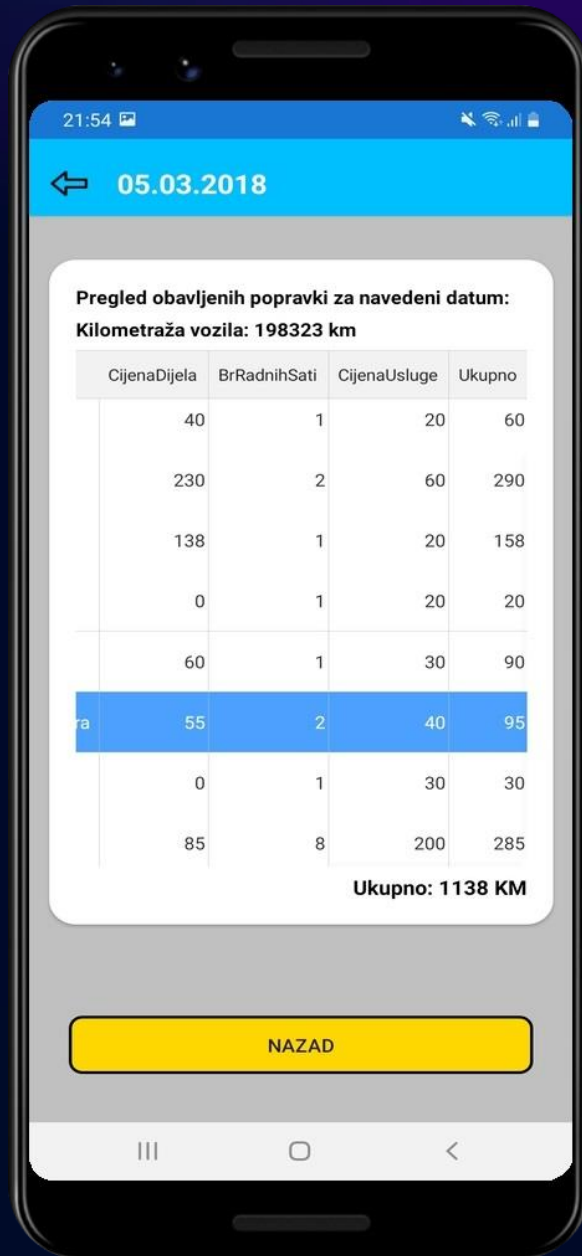 21:54
05.03.2018
Pregled obavljenih popravki za navedeni datum:
Kilometraža vozila: 198323 km
CijenaDijela BrRadnihSati CijenaUsluge Ukupno
40 1 20 60
230 2 60 290
138 1 20 158
0 1 20 20
60 1 30 90
ra 55 2 40 95
0 1 30 30
85 8 200 285
Ukupno: 1138 KM
NAZAD